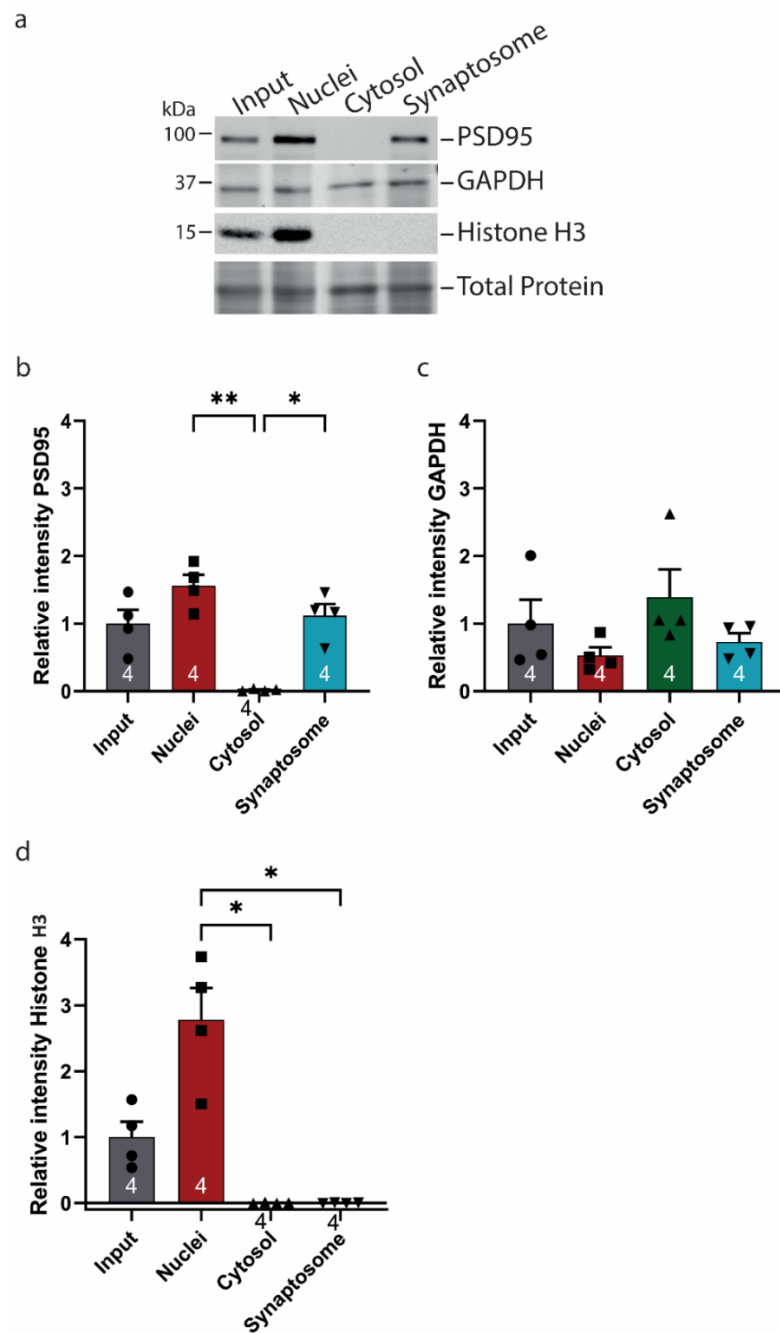 a
Input Nuclei Cytosol Synaptosome
kDa
100 PSD95
37 GAPDH
15 Histone H3
Total Protein
b
** *
Relative intensity PSD95
4
3
2
1
0
4 4 4 4
Input Nuclei Cytosol Synaptosome
c
Relative intensity GAPDH
4
3
2
1
0
4 4 4 4
Input Nuclei Cytosol Synaptosome
d
*
*
Relative intensity Histone H3
4
3
2
1
0
4 4 4 4
Input Nuclei Cytosol Synaptosome